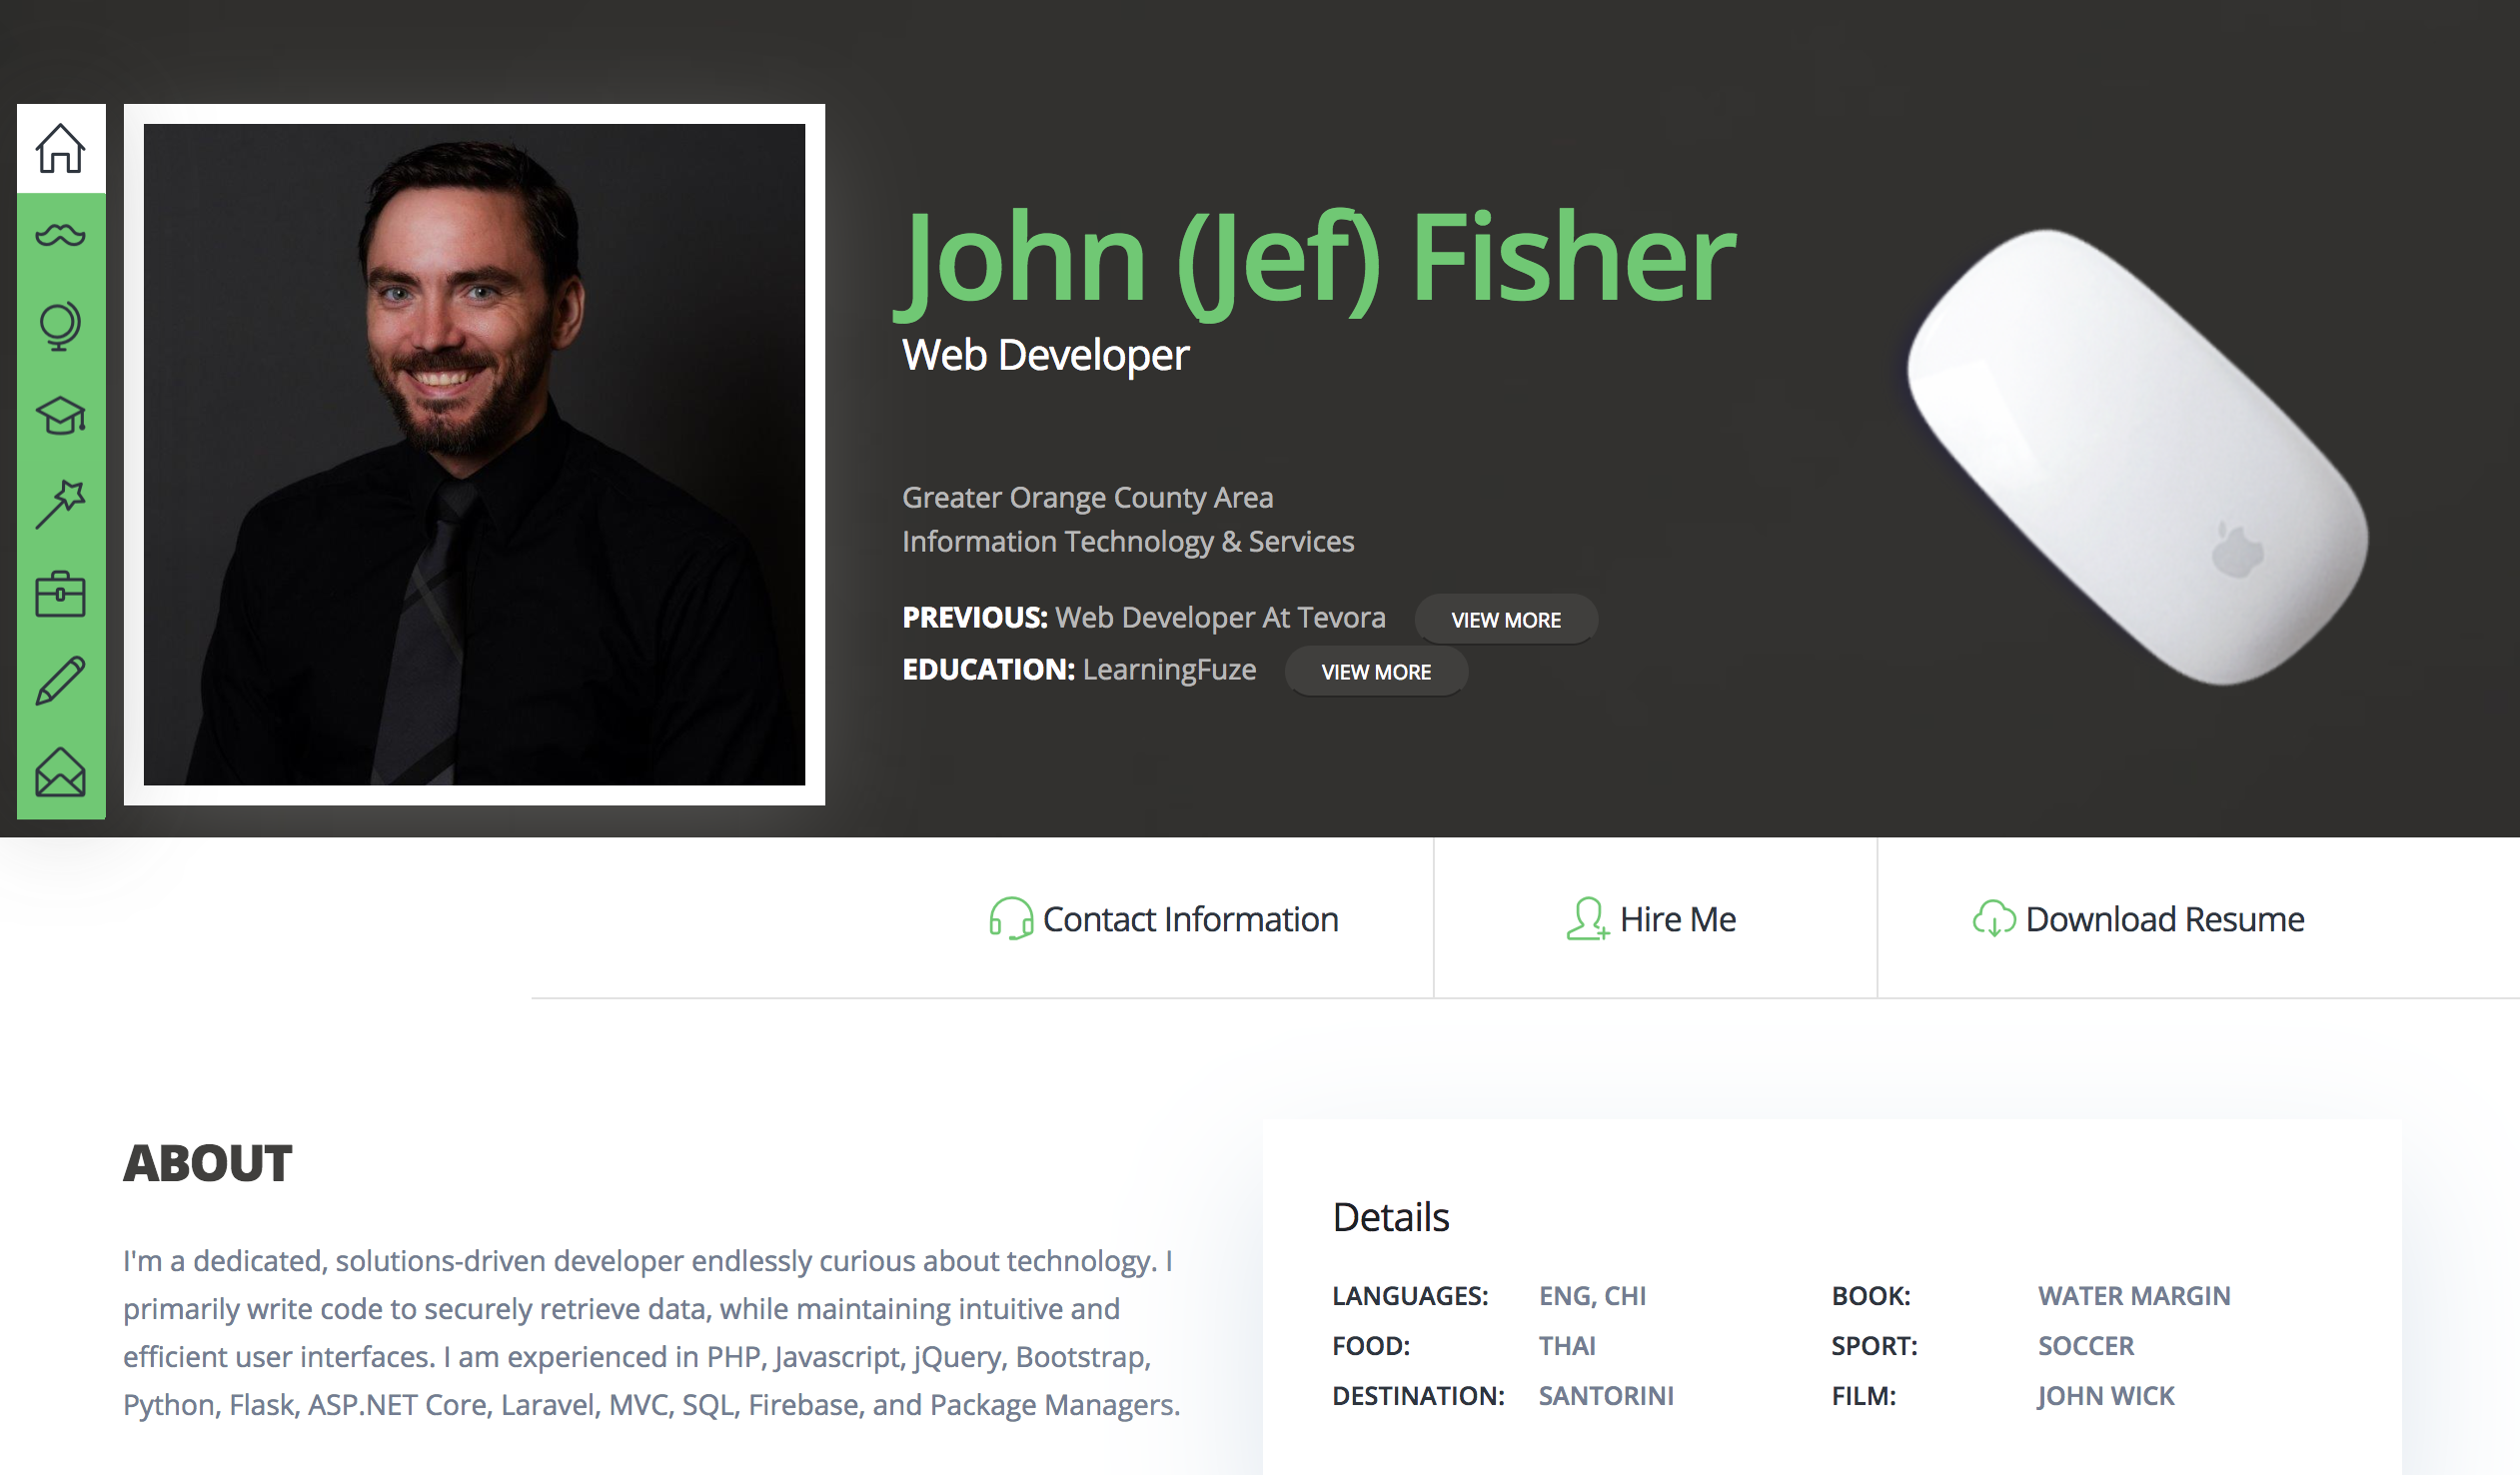 John (Jef) Fisher
Web Developer
Greater Orange County Area
Information Technology & Services
PREVIOUS: Web Developer At Tevora VIEW MORE
EDUCATION: LearningFuze VIEW MORE
Contact Information Hire Me Download Resume
ABOUT
I'm a dedicated, solutions-driven developer endlessly curious about technology. I
primarily write code to securely retrieve data, while maintaining intuitive and
efficient user interfaces. I am experienced in PHP, Javascript, jQuery, Bootstrap,
Python, Flask, ASP.NET Core, Laravel, MVC, SQL, Firebase, and Package Managers.
Details
LANGUAGES: ENG, CHI BOOK: WATER MARGIN
FOOD: THAI SPORT: SOCCER
DESTINATION: SANTORINI FILM: JOHN WICK